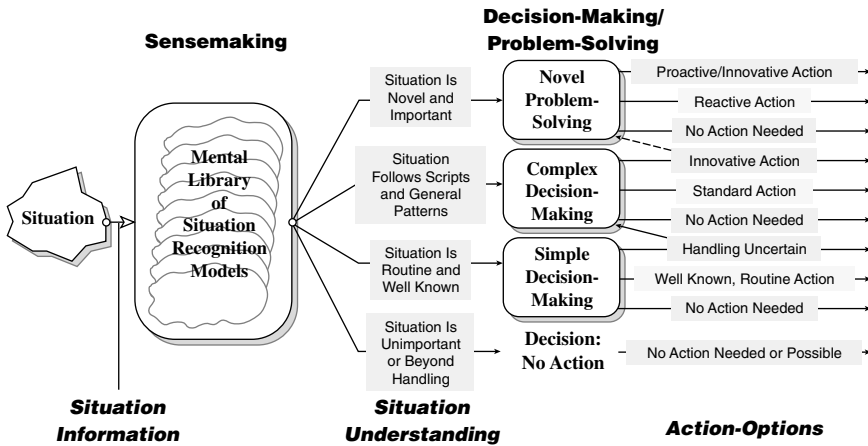 Sensemaking
Decision-Making/
Problem-Solving
Situation
Mental
Library
of
Situation
Recognition
Models
Situation Is
Novel and
Important
Situation
Follows Scripts
and General
Patterns
Situation Is
Routine and
Well Known
Situation Is
Unimportant
or Beyond
Handling
Novel
Problem-
Solving
Complex
Decision-
Making
Simple
Decision-
Making
Decision:
No Action
Proactive/Innovative Action
Reactive Action
No Action Needed
Innovative Action
Standard Action
No Action Needed
Handling Uncertain
Well Known, Routine Action
No Action Needed
No Action Needed or Possible
Situation
Information
Situation
Understanding
Action-Options